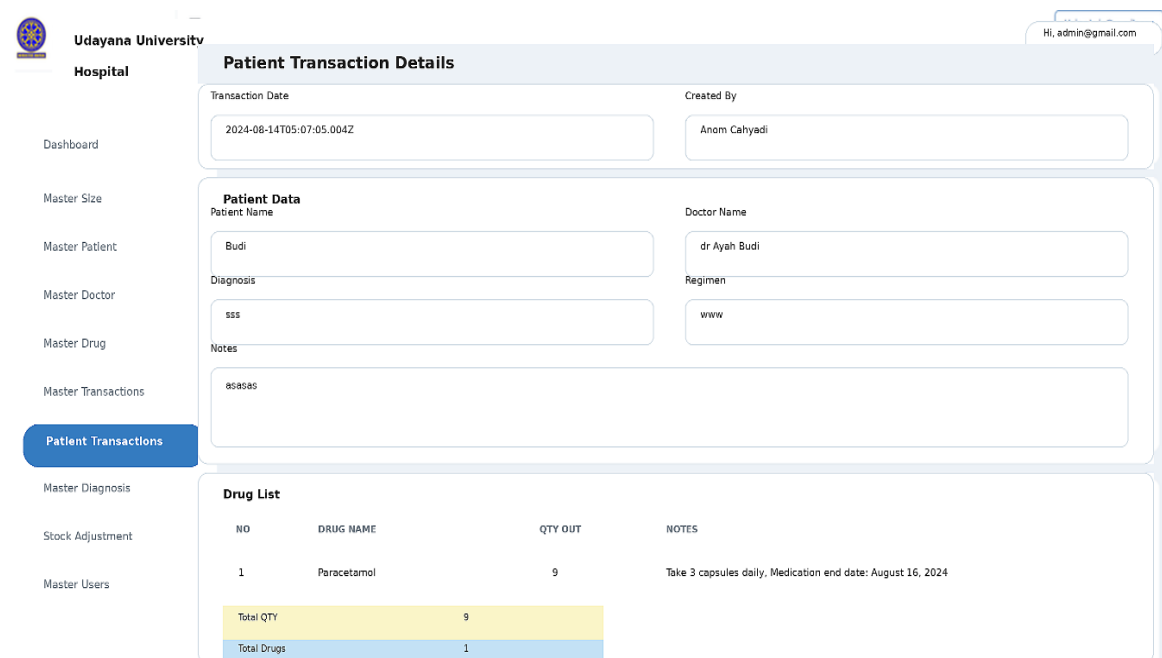 Udayana University
Hospital
Hi, admin@gmail.com
Dashboard
Master SIze
Master Patient
Master Doctor
Master Drug
Master Transactions
Patient Transactions
Master Diagnosis
Stock Adjustment
Master Users
Patient Transaction Details
Transaction Date
Created By
2024-08-14T05:07:05.004Z
Anom Cahyadi
Patient Data
Patient Name
Doctor Name
Budi
dr Ayah Budi
Diagnosis
Regimen
sss
www
Notes
asasas
Drug List
NO DRUG NAME QTY OUT NOTES
1 Paracetamol 9 Take 3 capsules daily, Medication end date: August 16, 2024
Total QTY 9
Total Drugs 1